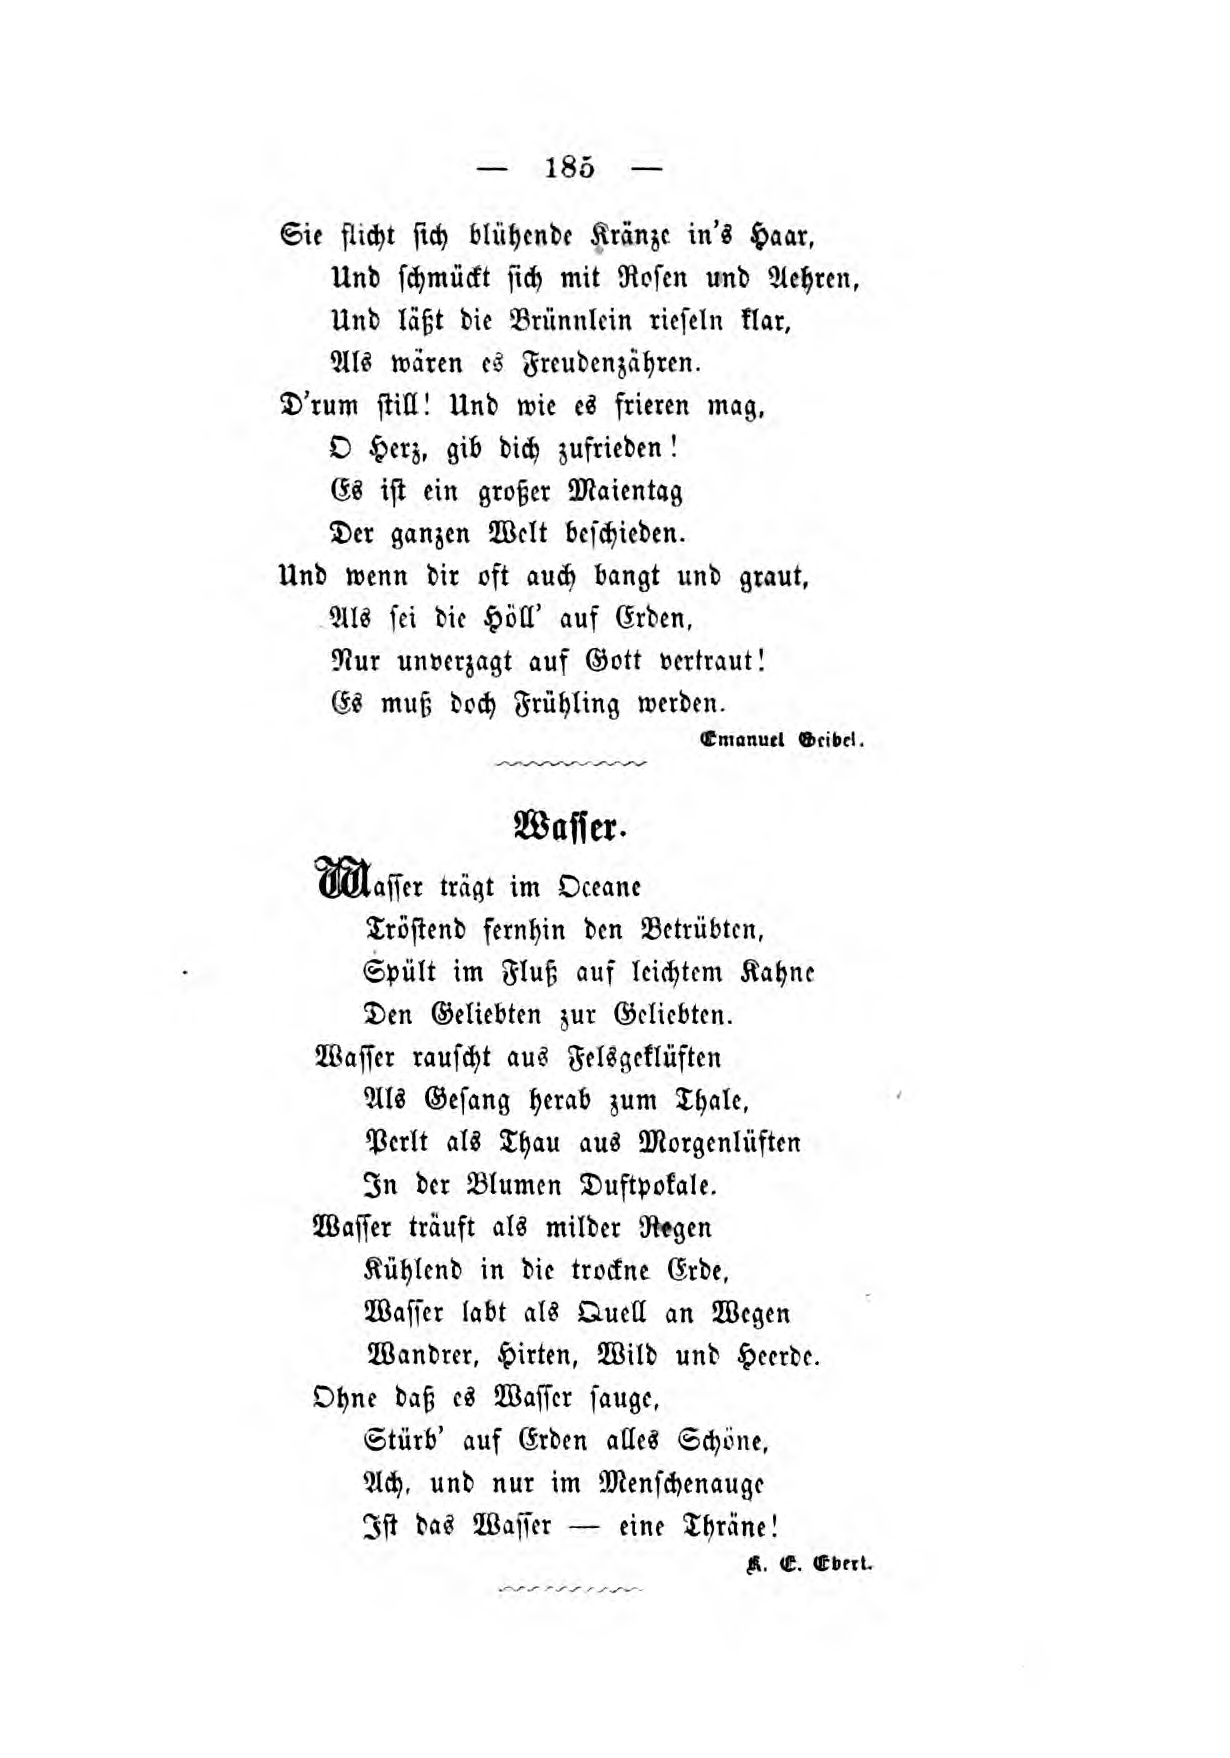 — 185 —
Sie flicht sich blühende Kränze in's Haar,
Und schmückt sich mit Rosen und Aehren,
Und läßt die Brünnlein rieseln klar,
Als wären es Freudenzähren.
D'rum still! Und wie es frieren mag,
O Herz, gib dich zufrieden!
Es ist ein großer Maientag
Der ganzen Welt beschieden.
Und wenn dir oft auch bangt und graut,
Als sei die Höll' auf Erden,
Nur unverzagt auf Gott vertraut!
Es muß doch Frühling werden.
Emanuel Geibel.
Wasser.
Wasser trägt im Oceane
Tröstend fernhin den Betrübten,
Spült im Fluß auf leichtem Kahne
Den Geliebten zur Geliebten.
Wasser rauscht aus Felsgeklüften
Als Gesang herab zum Thale,
Perlt als Thau aus Morgenlüften
In der Blumen Duftpokale.
Wasser träuft als milder Regen
Kühlend in die trockne Erde,
Wasser labt als Quell an Wegen
Wandrer, Hirten, Wild und Heerde.
Ohne daß es Wasser sauge,
Stürb' auf Erden alles Schöne,
Ach, und nur im Menschenauge
Ist das Wasser — eine Thräne!
K. E. Ebert.